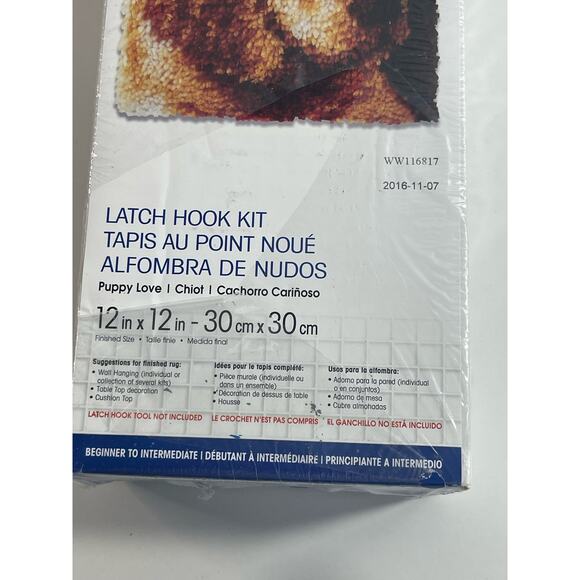 WW116817
2016-11-07
LATCH HOOK KIT
TAPIS AU POINT NOUÉ
ALFOMBRA DE NUDOS
Puppy Love | Chiot | Cachorro Cariñoso
12 in x 12 in - 30 cm x 30 cm
Finished Size • Taille finie • Medida final
Suggestions for finished rug:
• Wall Hanging (individual or
collection of several kits)
• Table Top decoration
• Cushion Top
Idées pour le tapis complété:
• Pièce murale (individuelle ou
dans un ensemble)
• Décoration de dessus de table
• Housse
Usos para la alfombra:
• Adorno para la pared (individual
o en conjuntos)
• Adorno de mesa
• Cubre almohadas
LATCH HOOK TOOL NOT INCLUDED LE CROCHET N'EST PAS COMPRIS EL GANCHILLO NO ESTÁ INCLUIDO
BEGINNER TO INTERMEDIATE | DÉBUTANT À INTERMÉDIAIRE | PRINCIPIANTE A INTERMEDIO